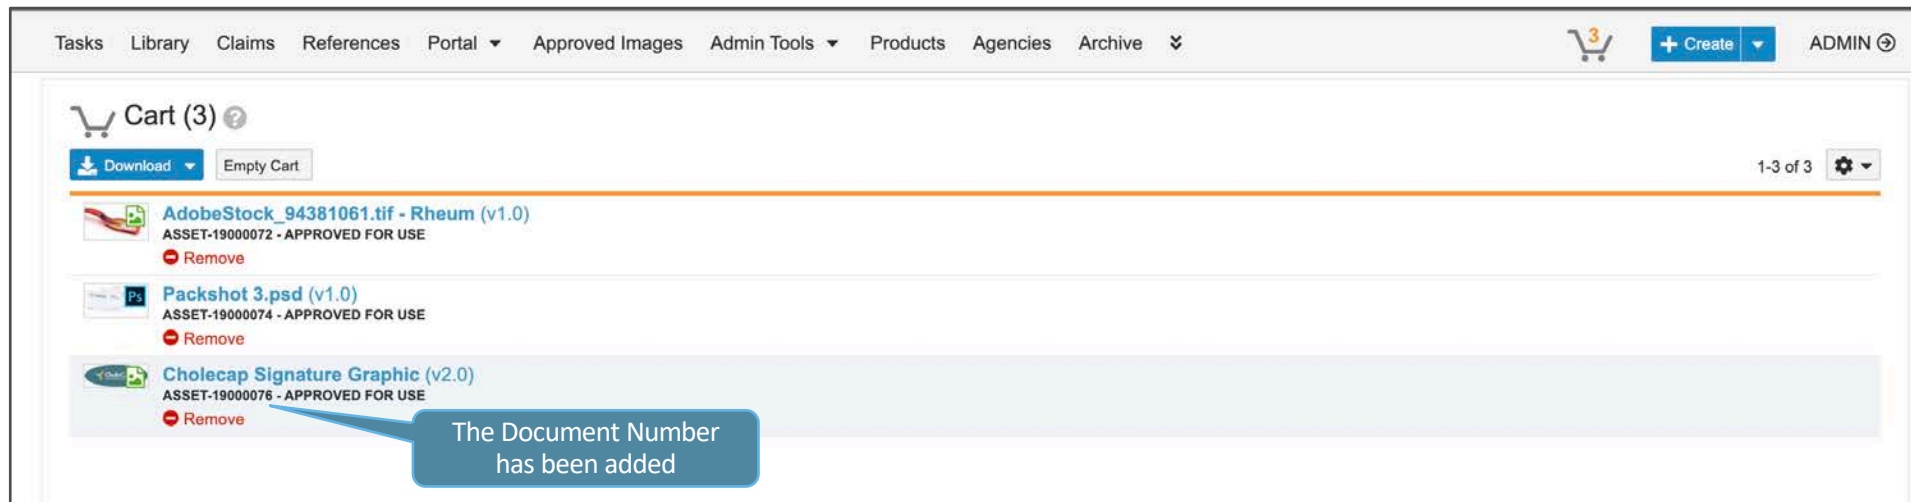 Tasks Library Claims References Portal Approved Images Admin Tools Products Agencies Archive 3 + Create ADMIN
Cart (3) ?
Download Empty Cart 1-3 of 3
AdobeStock_94381061.tif - Rheum (v1.0)
ASSET-19000072 - APPROVED FOR USE
Remove
Ps Packshot 3.psd (v1.0)
ASSET-19000074 - APPROVED FOR USE
Remove
Cholecap Signature Graphic (v2.0)
ASSET-19000076 - APPROVED FOR USE
Remove
The Document Number
has been added